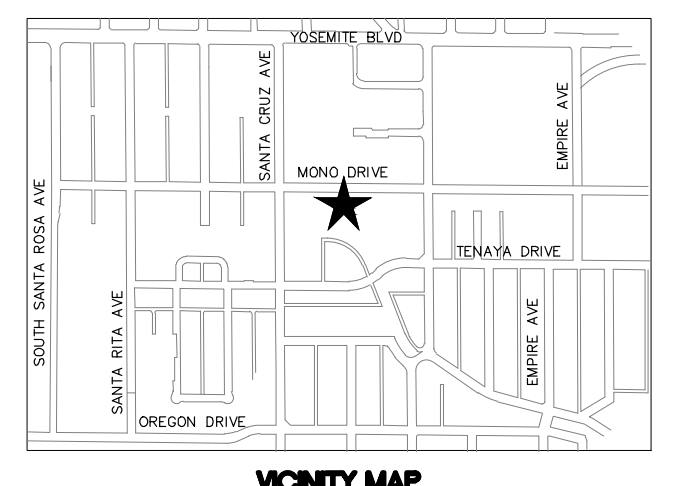 YOSEMITE BLVD
SANTA CRUZ AVE
EMPIRE AVE
MONO DRIVE
SOUTH SANTA ROSA AVE
TENAYA DRIVE
SANTA RITA AVE
EMPIRE AVE
OREGON DRIVE
VICINITY MAP